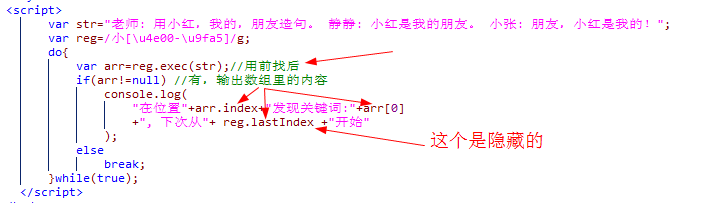 <script>
var str="老师: 用小红，我的，朋友造句。 静静: 小红是我的朋友。 小张: 朋友，小红是我的! ";
var reg=/小[\u4e00-\u9fa5]/g;
do{
var arr=reg.exec(str);//用前找后
if(arr!=null) //有，输出数组里的内容
console.log(
"在位置"+arr.index+"发现关键词:"+arr[0]
+", 下次从"+ reg.lastIndex +"开始"
这个是隐藏的
);
else
break;
}while(true);
</script>